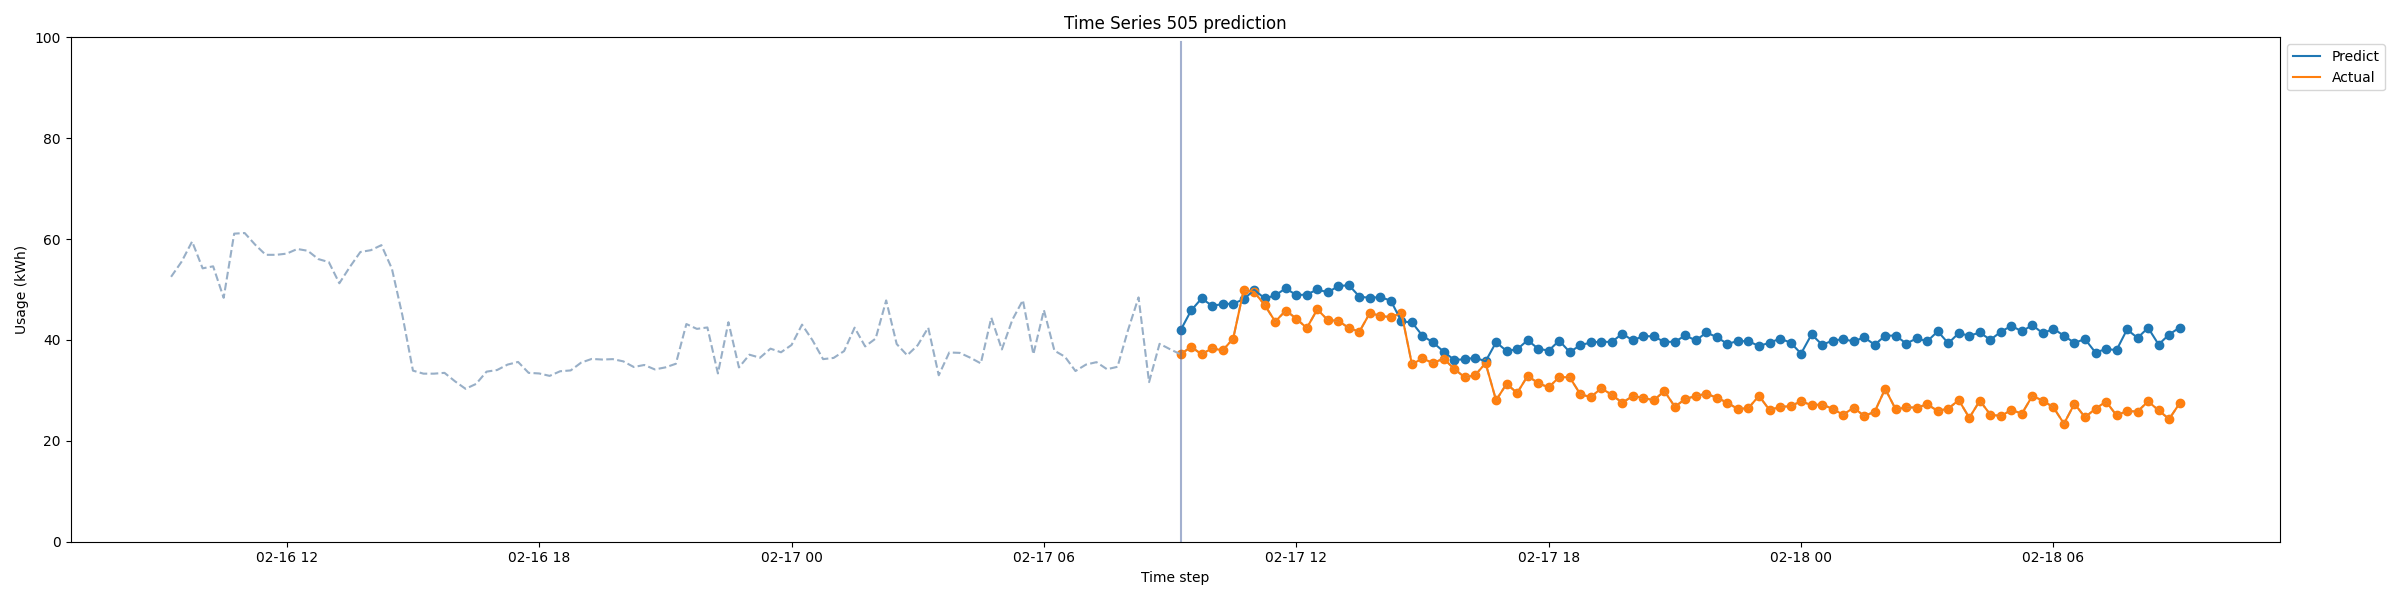 Time Series 505 prediction
100
80
60
40
20
0
Usage (kWh)
02-16 12
02-16 18
02-17 00
02-17 06
02-17 12
02-17 18
02-18 00
02-18 06
Time step
Predict
Actual